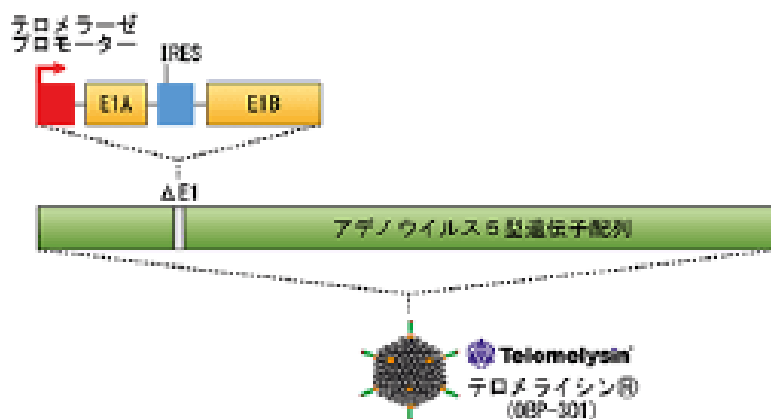 テロメラーゼ
プロモーター
IRES
E1A
E1B
ΔE1
アデノウイルス5型遺伝子配列
Telomelysin®
テロメライシン®
(OBP-301)